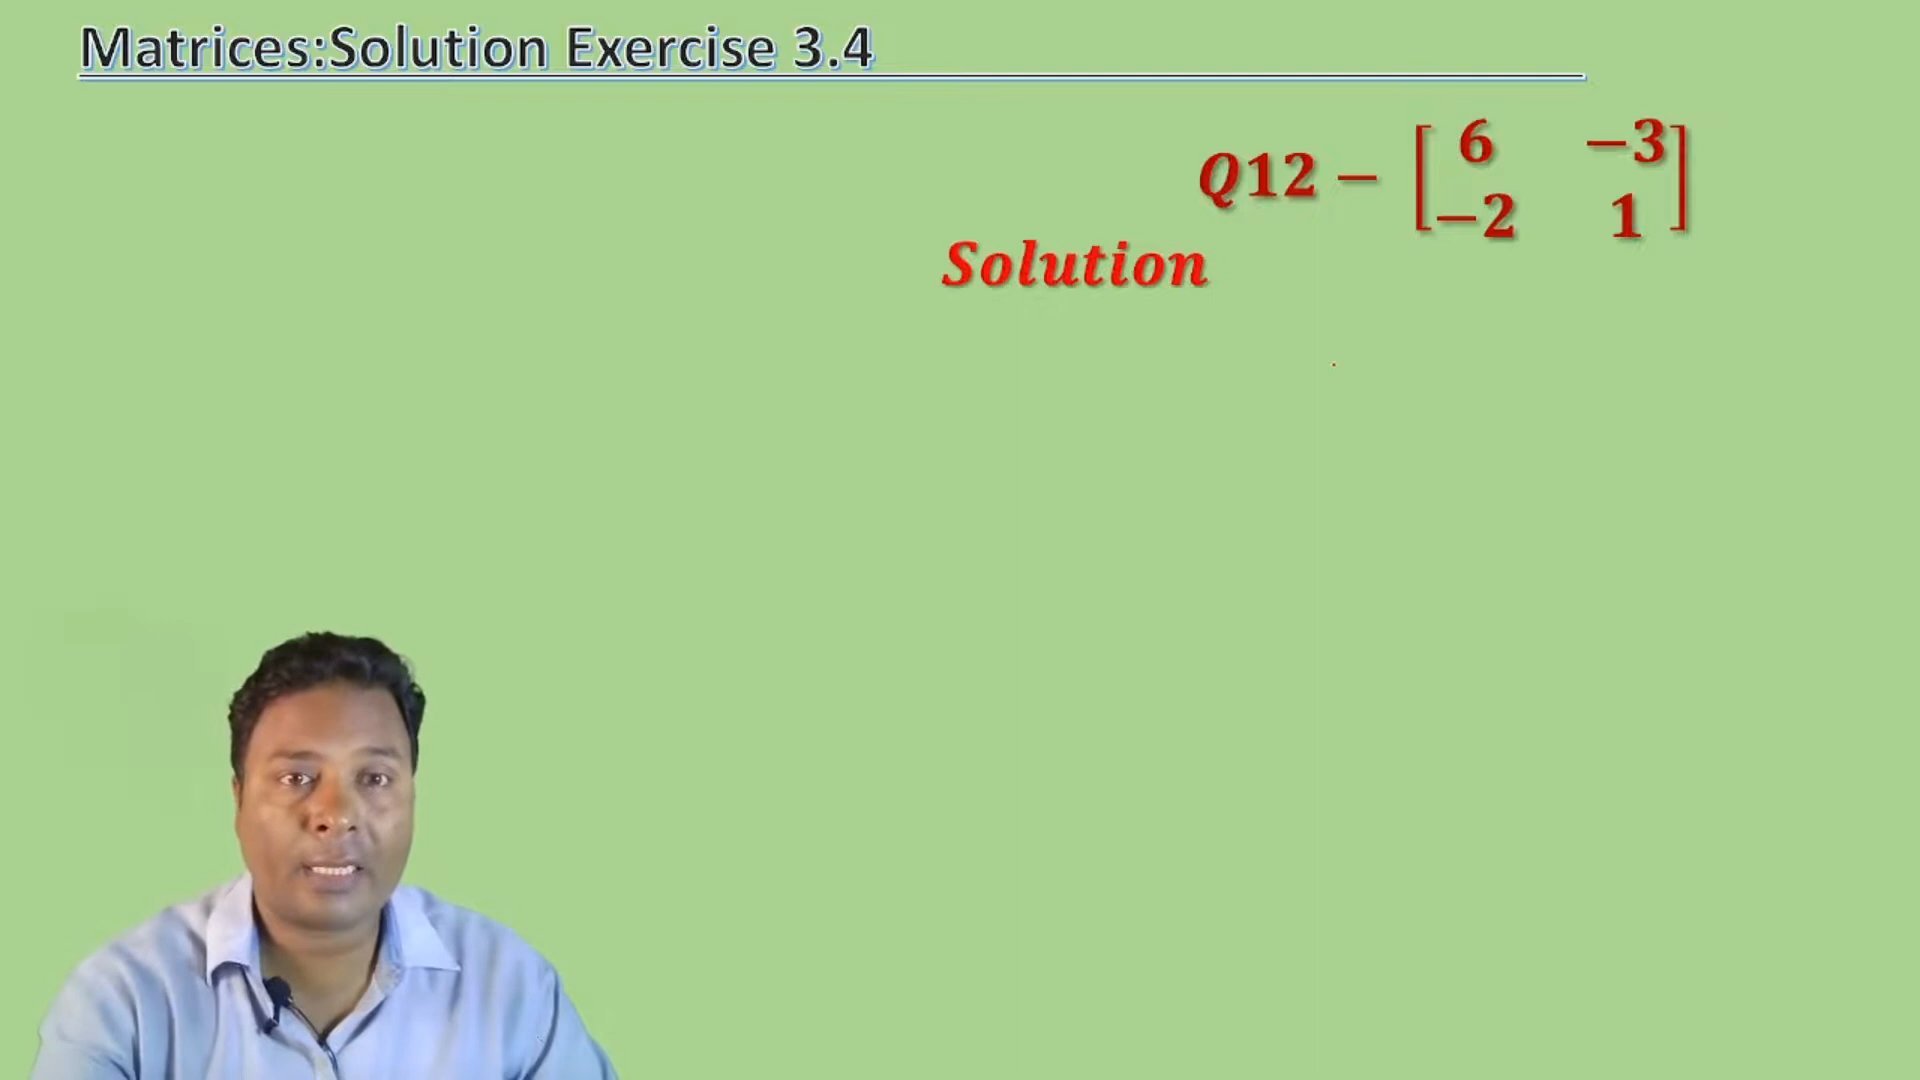 Matrices:Solution Exercise 3.4
Q12 − [ 6 −3
−2 1 ]
Solution